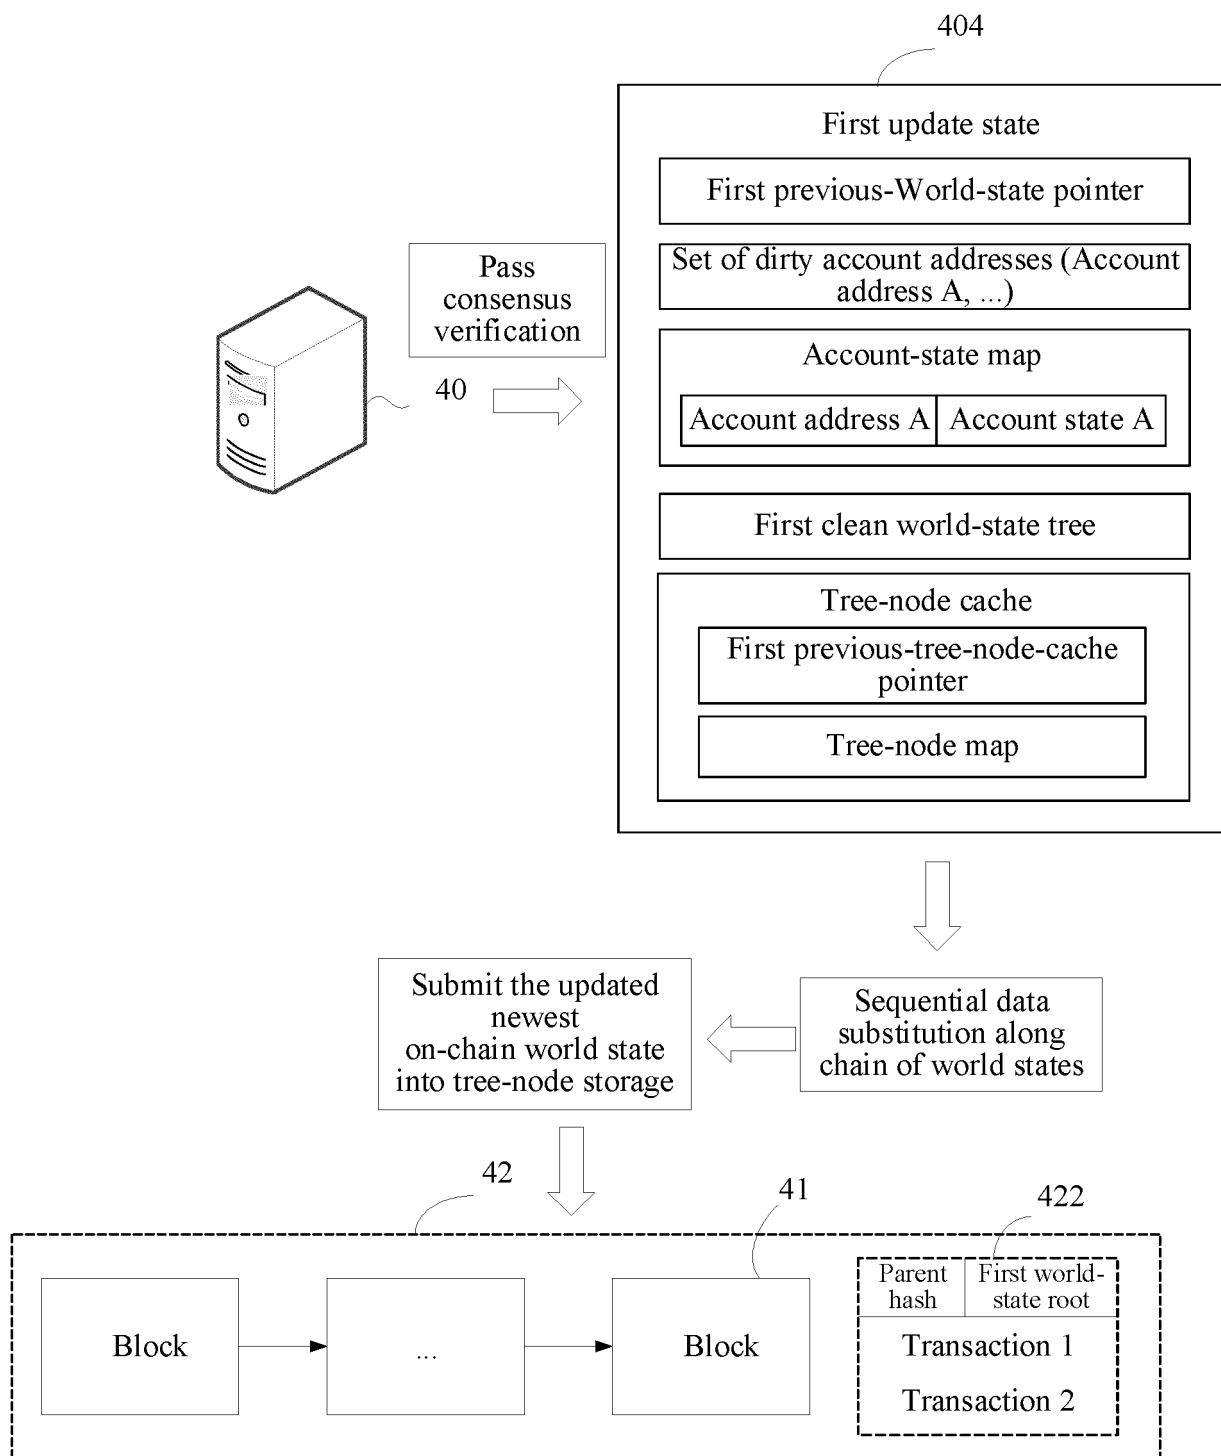 404
First update state
First previous-World-state pointer
Set of dirty account addresses (Account
address A, ...)
Account-state map
Account address A
Account state A
First clean world-state tree
Tree-node cache
First previous-tree-node-cache
pointer
Tree-node map
Pass
consensus
verification
40
Sequential data
substitution along
chain of world states
Submit the updated
newest
on-chain world state
into tree-node storage
42
41
422
Block
...
Block
Parent
hash
First world-
state root
Transaction 1
Transaction 2